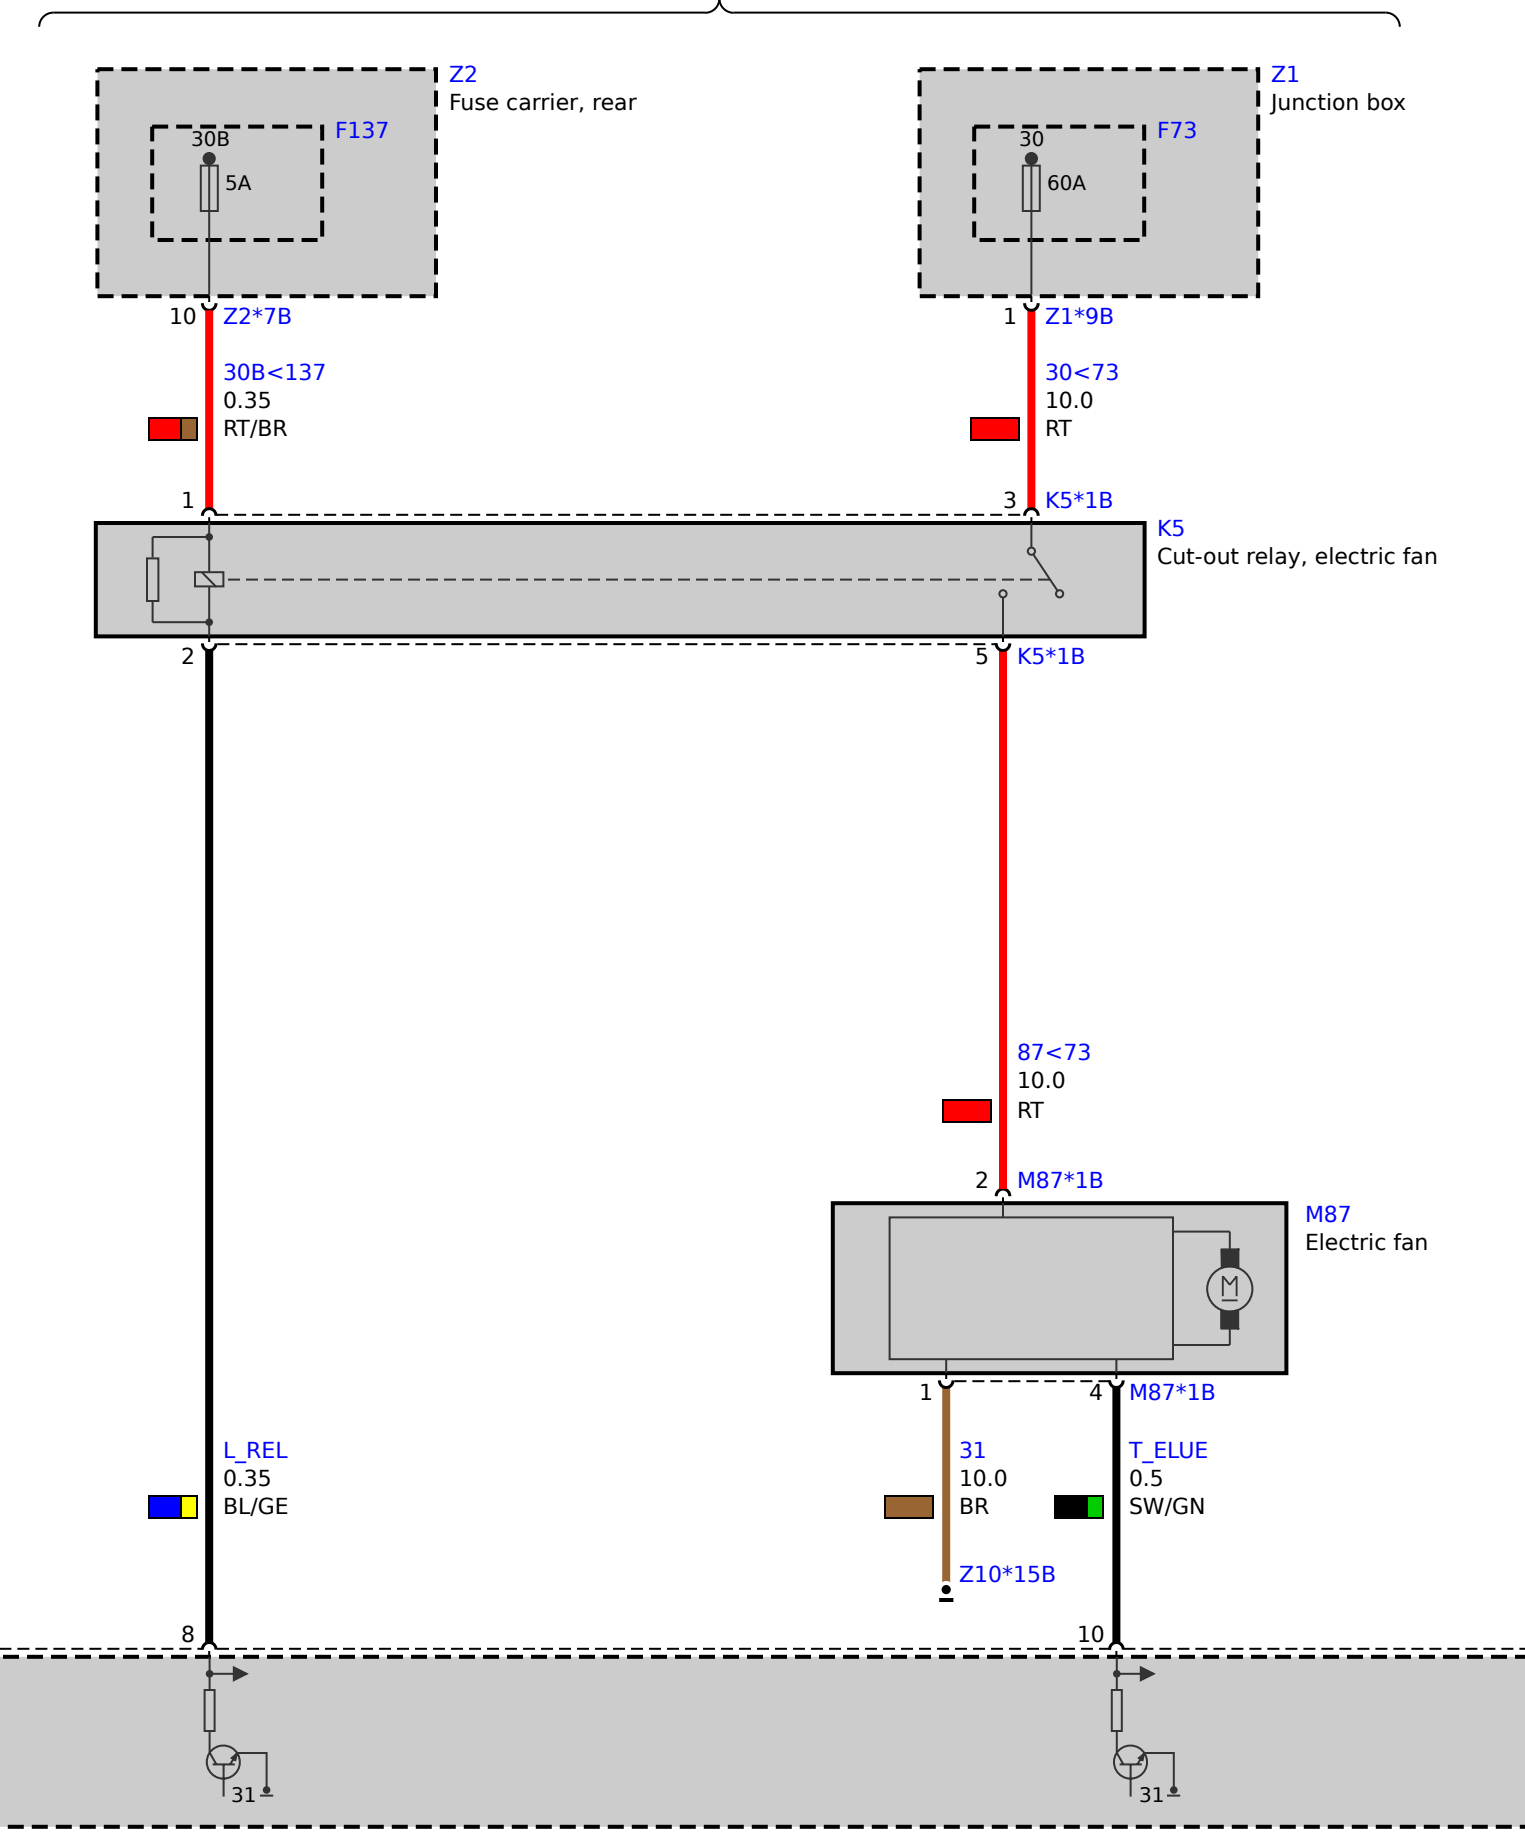 Z2
Fuse carrier, rear
Z1
Junction box
F137
30B
5A
F73
30
60A
10 Z2*7B
1 Z1*9B
30B<137
0.35
RT/BR
30<73
10.0
RT
1
3 K5*1B
K5
Cut-out relay, electric fan
2
5 K5*1B
87<73
10.0
RT
2 M87*1B
M87
Electric fan
M
1
4 M87*1B
L_REL
0.35
BL/GE
31
10.0
BR
T_ELUE
0.5
SW/GN
Z10*15B
8
10
31
31